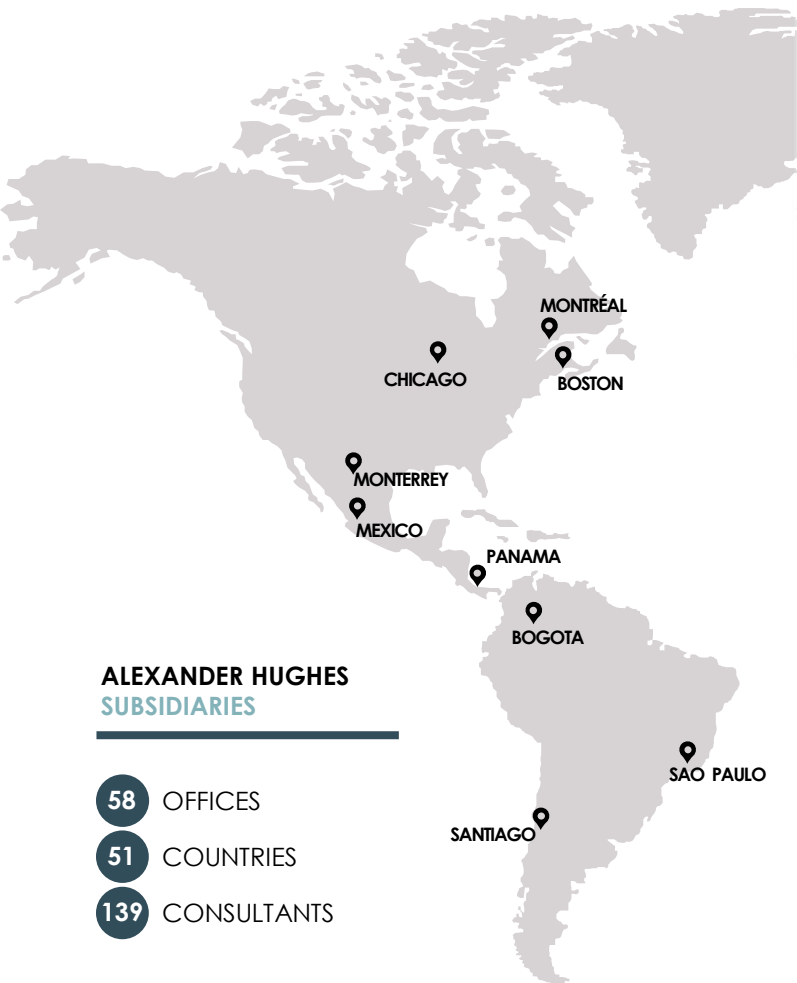 MONTRÉAL
CHICAGO
BOSTON
MONTERREY
MEXICO
PANAMA
BOGOTA
ALEXANDER HUGHES
SUBSIDIARIES
SAO PAULO
58 OFFICES
SANTIAGO
51 COUNTRIES
139 CONSULTANTS